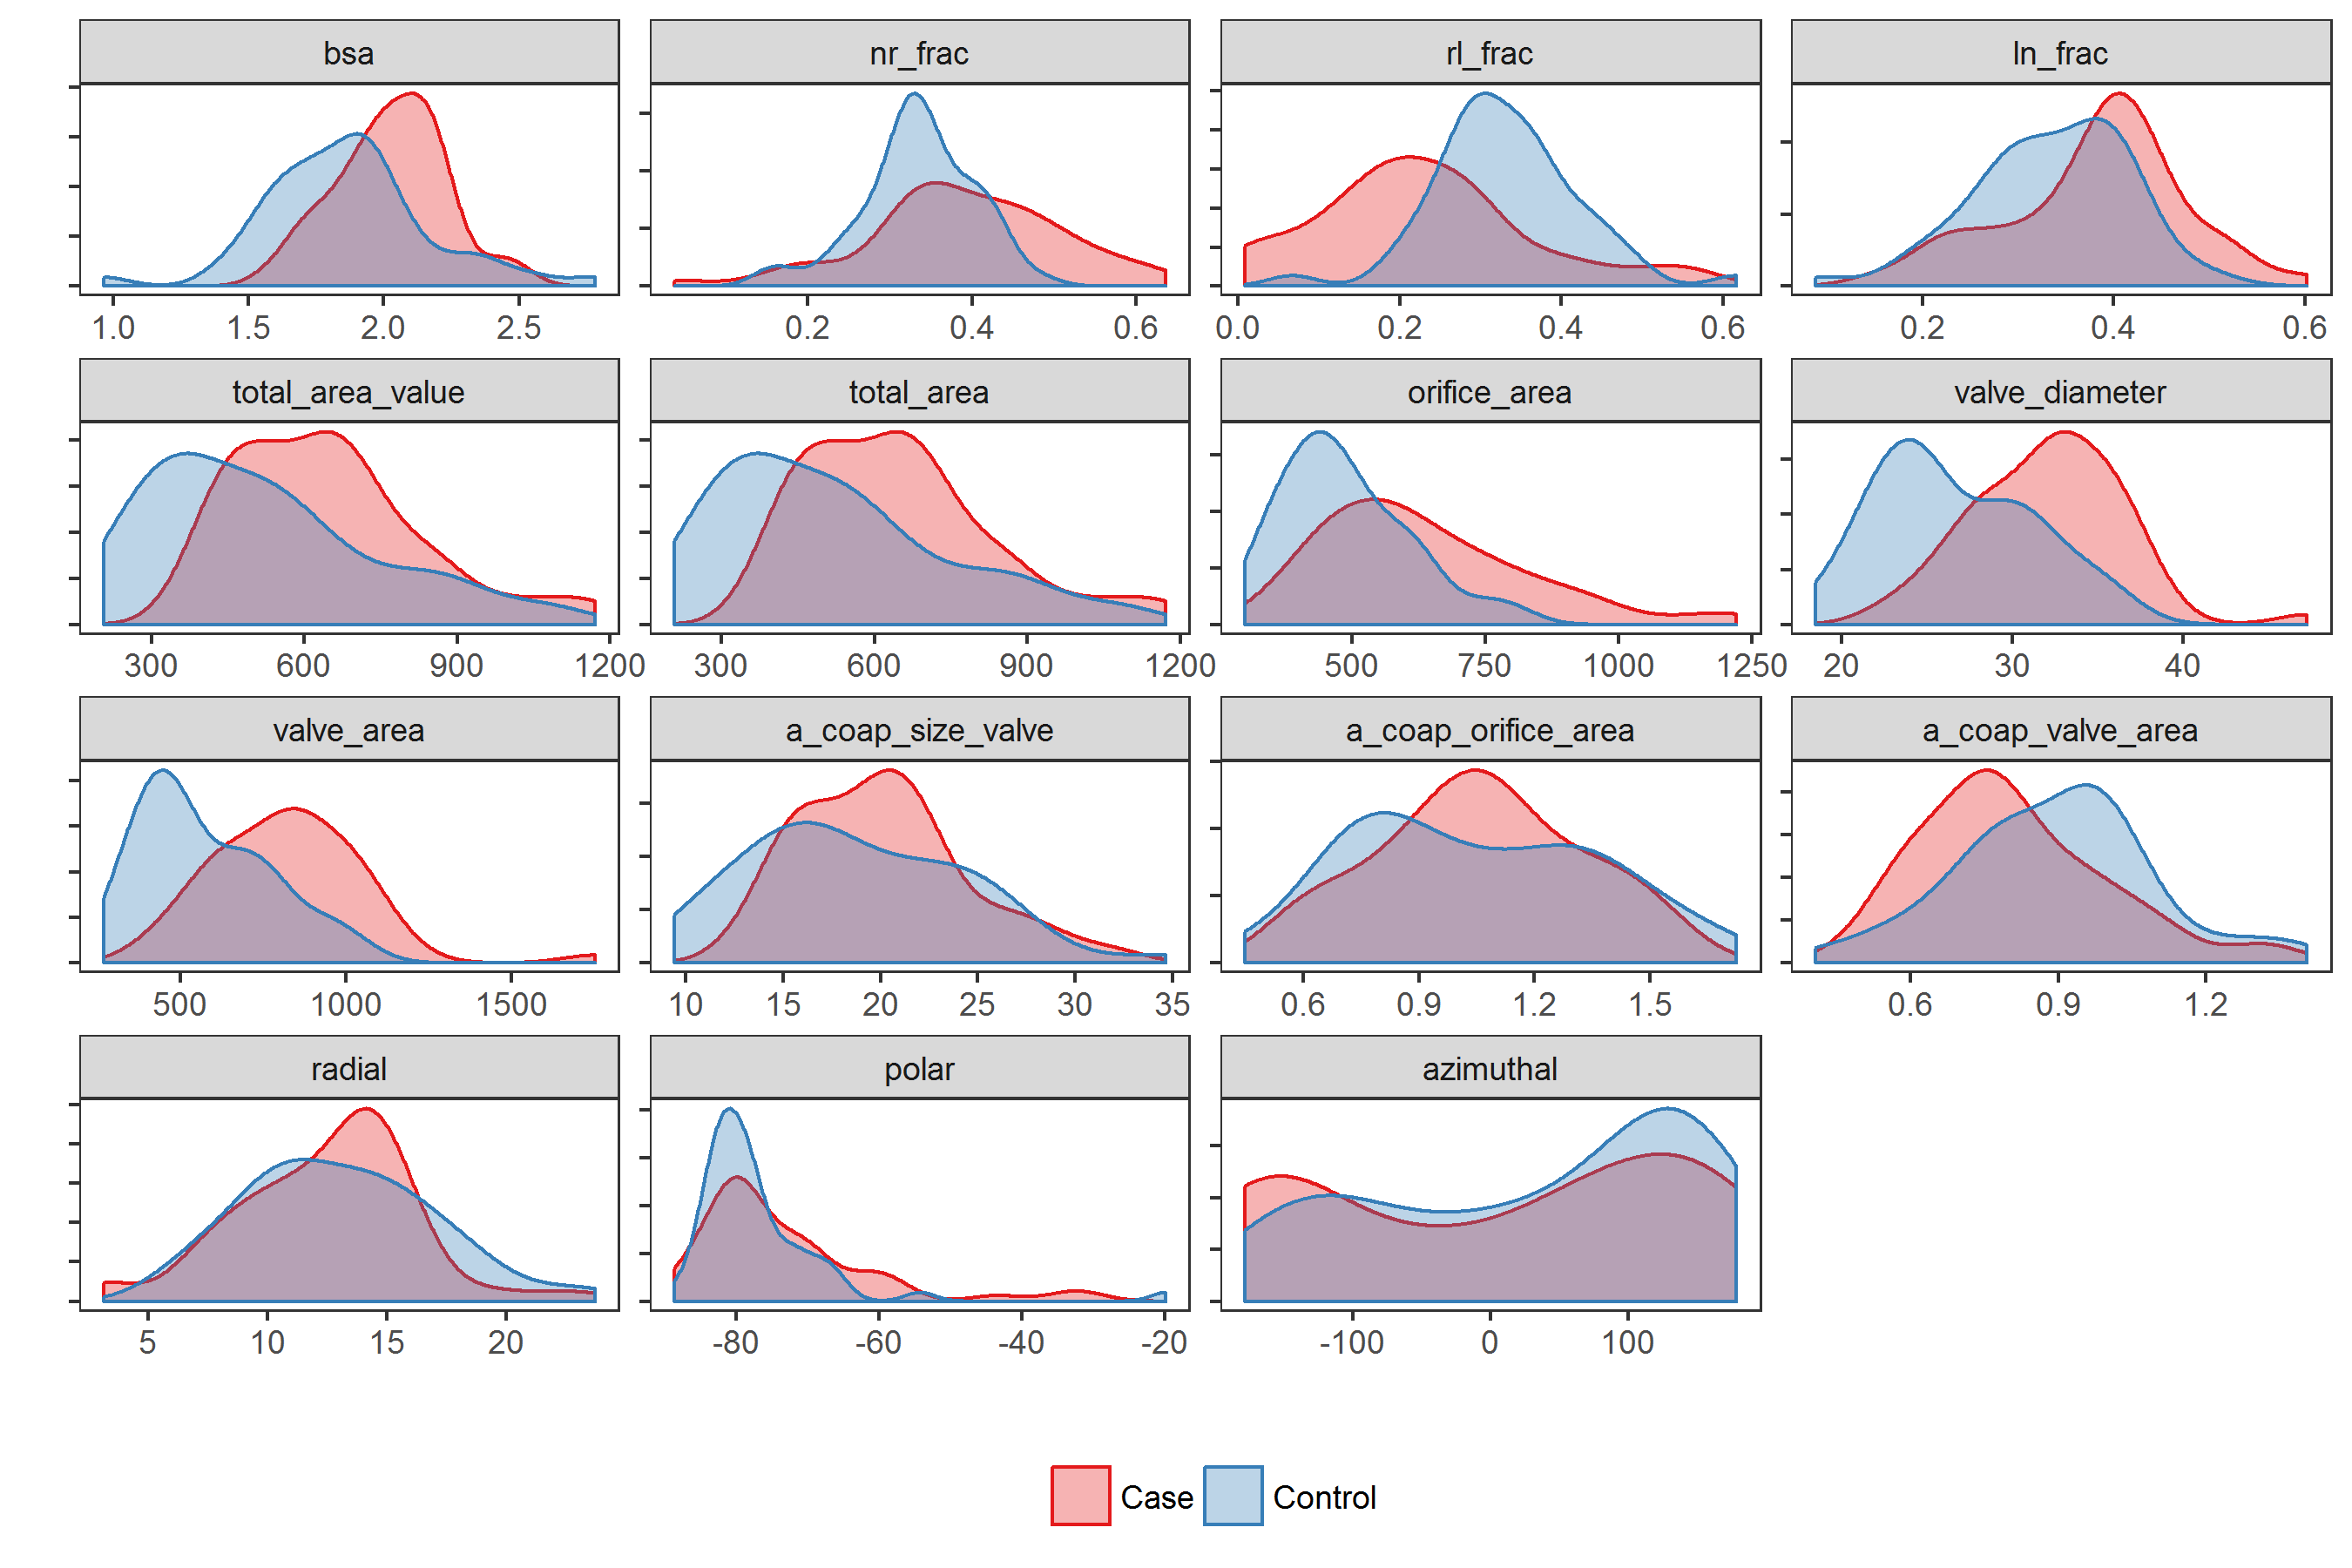 bsa nr_frac rl_frac ln_frac
1.0 1.5 2.0 2.5 0.2 0.4 0.6 0.0 0.2 0.4 0.6 0.2 0.4 0.6
total_area_value total_area orifice_area valve_diameter
300 600 900 1200 300 600 900 1200 500 750 1000 1250 20 30 40
valve_area a_coap_size_valve a_coap_orifice_area a_coap_valve_area
500 1000 1500 10 15 20 25 30 35 0.6 0.9 1.2 1.5 0.6 0.9 1.2
radial polar azimuthal
5 10 15 20 -80 -60 -40 -20 -100 0 100
Case Control